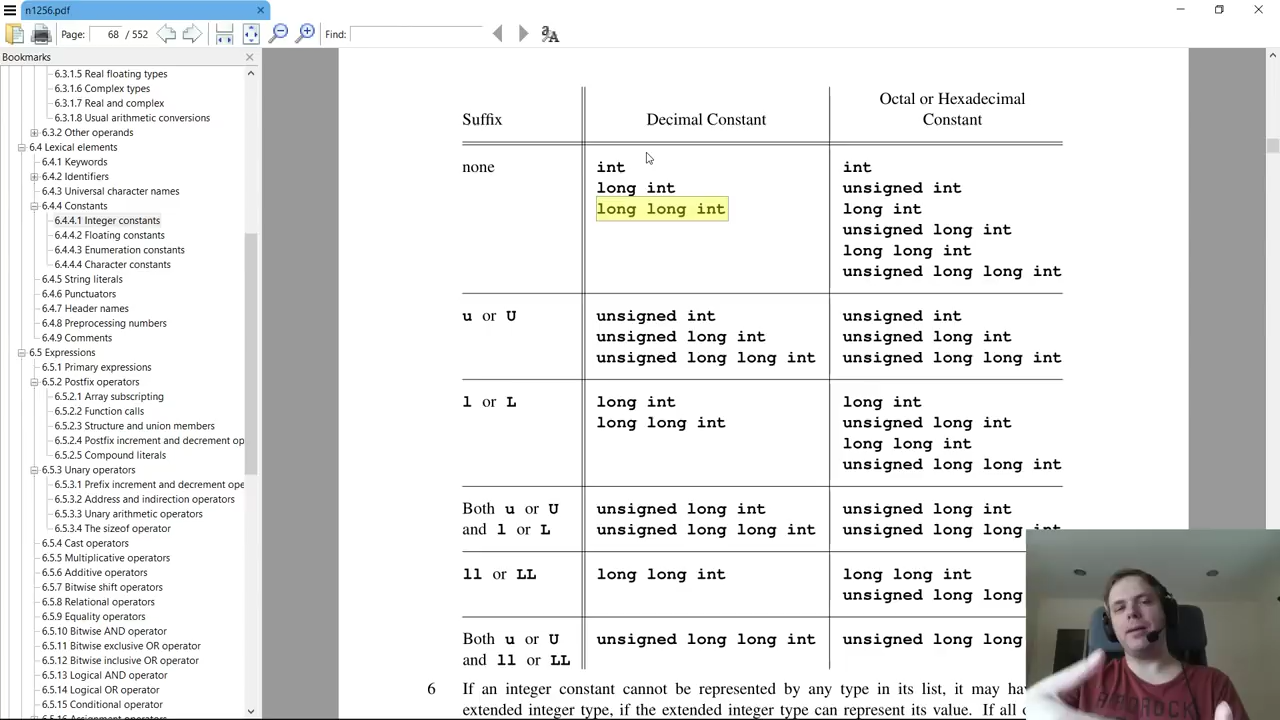 n1256.pdf
Page: 68 / 552 Find:
Bookmarks
6.3.1.5 Real floating types
6.3.1.6 Complex types
6.3.1.7 Real and complex
6.3.1.8 Usual arithmetic conversions
6.3.2 Other operands
6.4 Lexical elements
6.4.1 Keywords
6.4.2 Identifiers
6.4.3 Universal character names
6.4.4 Constants
6.4.4.1 Integer constants
6.4.4.2 Floating constants
6.4.4.3 Enumeration constants
6.4.4.4 Character constants
6.4.5 String literals
6.4.6 Punctuators
6.4.7 Header names
6.4.8 Preprocessing numbers
6.4.9 Comments
6.5 Expressions
6.5.1 Primary expressions
6.5.2 Postfix operators
6.5.2.1 Array subscripting
6.5.2.2 Function calls
6.5.2.3 Structure and union members
6.5.2.4 Postfix increment and decrement op
6.5.2.5 Compound literals
6.5.3 Unary operators
6.5.3.1 Prefix increment and decrement ope
6.5.3.2 Address and indirection operators
6.5.3.3 Unary arithmetic operators
6.5.3.4 The sizeof operator
6.5.4 Cast operators
6.5.5 Multiplicative operators
6.5.6 Additive operators
6.5.7 Bitwise shift operators
6.5.8 Relational operators
6.5.9 Equality operators
6.5.10 Bitwise AND operator
6.5.11 Bitwise exclusive OR operator
6.5.12 Bitwise inclusive OR operator
6.5.13 Logical AND operator
6.5.14 Logical OR operator
6.5.15 Conditional operator
6.5.16 Assignment operators
Octal or Hexadecimal
Suffix Decimal Constant Constant
none int int
long int unsigned int
long long int long int
unsigned long int
long long int
unsigned long long int
u or U unsigned int unsigned int
unsigned long int unsigned long int
unsigned long long int unsigned long long int
l or L long int long int
long long int unsigned long int
long long int
unsigned long long int
Both u or U unsigned long int unsigned long int
and l or L unsigned long long int unsigned long long int
ll or LL long long int long long int
unsigned long long
Both u or U unsigned long long int unsigned long long
and ll or LL
6 If an integer constant cannot be represented by any type in its list, it may hav
extended integer type, if the extended integer type can represent its value. If all